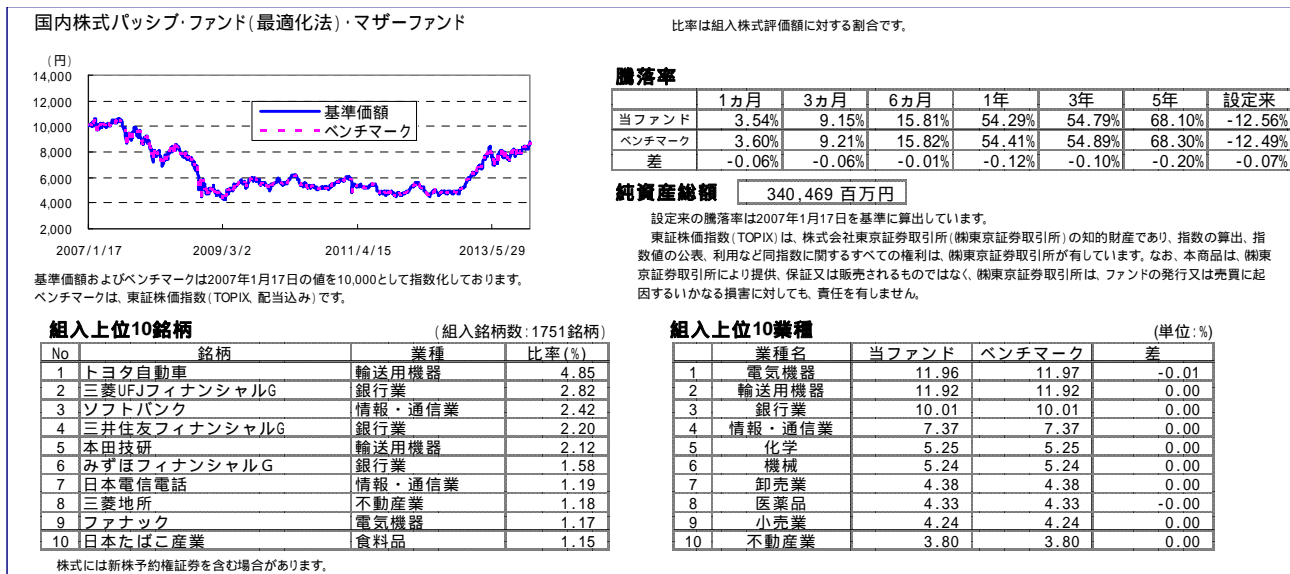 国内株式パッシブ・ファンド(最適化法)・マザーファンド
比率は組入株式評価額に対する割合です。
(円)
14,000
12,000
10,000
8,000
6,000
4,000
2,000
基準価額
ベンチマーク
2007/1/17 2009/3/2 2011/4/15 2013/5/29
基準価額およびベンチマークは2007年1月17日の値を10,000として指数化しております。
ベンチマークは、東証株価指数(TOPIX、配当込み)です。
騰落率
1ヵ月 3ヵ月 6ヵ月 1年 3年 5年 設定来
当ファンド 3.54% 9.15% 15.81% 54.29% 54.79% 68.10% -12.56%
ベンチマーク 3.60% 9.21% 15.82% 54.41% 54.89% 68.30% -12.49%
差 -0.06% -0.06% -0.01% -0.12% -0.10% -0.20% -0.07%
純資産総額 340,469 百万円
設定来の騰落率は2007年1月17日を基準に算出しています。
東証株価指数(TOPIX)は、株式会社東京証券取引所(㈱東京証券取引所)の知的財産であり、指数の算出、指
数値の公表、利用など同指数に関するすべての権利は、㈱東京証券取引所が有しています。なお、本商品は、㈱東
京証券取引所により提供、保証又は販売されるものではなく、㈱東京証券取引所は、ファンドの発行又は売買に起
因するいかなる損害に対しても、責任を有しません。
組入上位10銘柄 (組入銘柄数:1751銘柄)
No 銘柄 業種 比率(%)
1 トヨタ自動車 輸送用機器 4.85
2 三菱UFJフィナンシャルG 銀行業 2.82
3 ソフトバンク 情報・通信業 2.42
4 三井住友フィナンシャルG 銀行業 2.20
5 本田技研 輸送用機器 2.12
6 みずほフィナンシャルG 銀行業 1.58
7 日本電信電話 情報・通信業 1.19
8 三菱地所 不動産業 1.18
9 ファナック 電気機器 1.17
10 日本たばこ産業 食料品 1.15
株式には新株予約権証券を含む場合があります。
組入上位10業種 (単位:%)
業種名 当ファンド ベンチマーク 差
1 電気機器 11.96 11.97 -0.01
2 輸送用機器 11.92 11.92 0.00
3 銀行業 10.01 10.01 0.00
4 情報・通信業 7.37 7.37 0.00
5 化学 5.25 5.25 0.00
6 機械 5.24 5.24 0.00
7 卸売業 4.38 4.38 0.00
8 医薬品 4.33 4.33 -0.00
9 小売業 4.24 4.24 0.00
10 不動産業 3.80 3.80 0.00